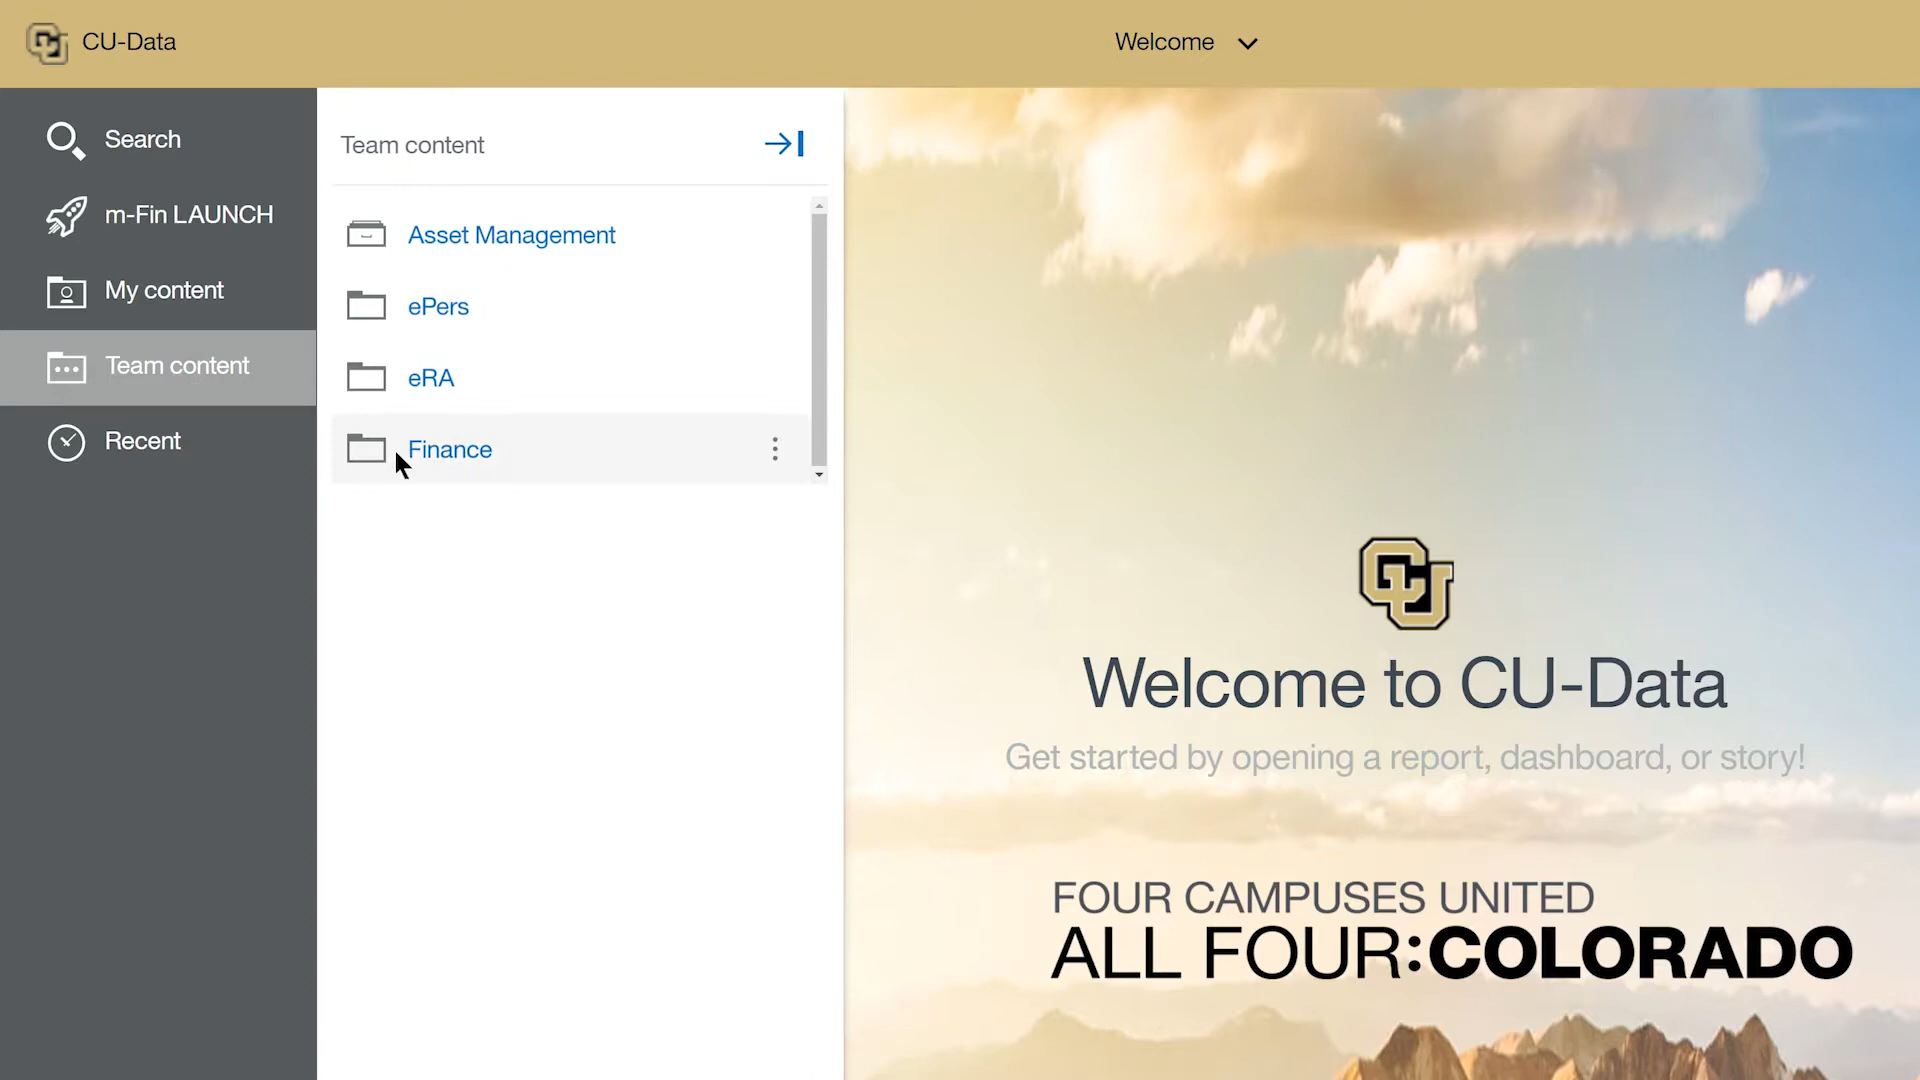 CU-Data
Welcome
Search
m-Fin LAUNCH
My content
Team content
Recent
Team content
Asset Management
ePers
eRA
Finance
CU
Welcome to CU-Data
Get started by opening a report, dashboard, or story!
FOUR CAMPUSES UNITED
ALL FOUR:COLORADO